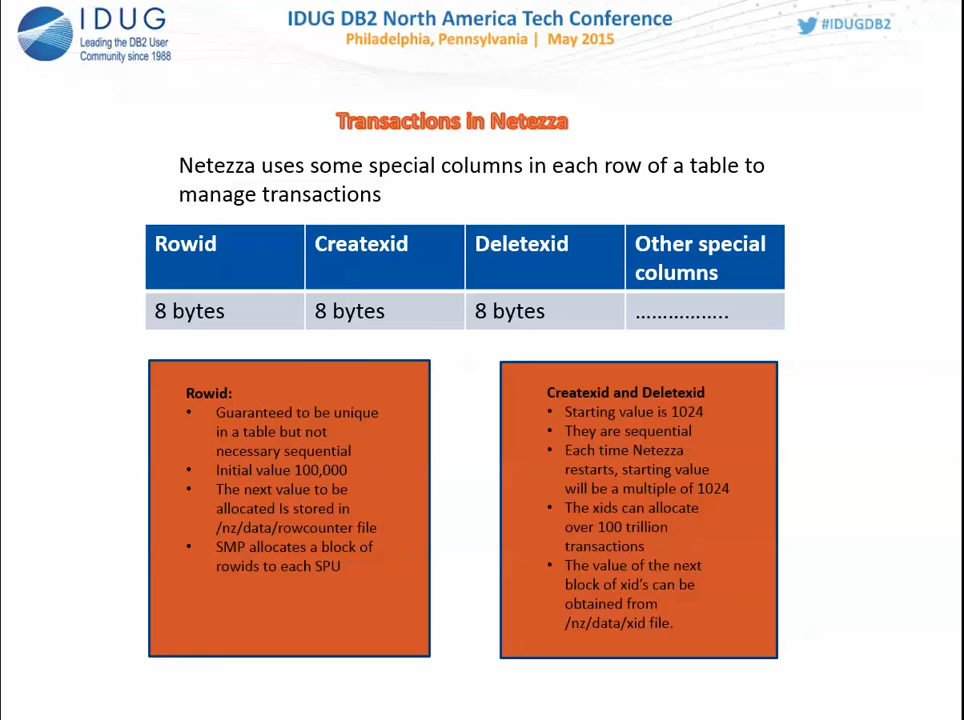 IDUG
Leading the DB2 User
Community since 1988
IDUG DB2 North America Tech Conference
Philadelphia, Pennsylvania | May 2015
#IDUGDB2
Transactions in Netezza
Netezza uses some special columns in each row of a table to
manage transactions
Rowid Createxid Deletexid Other special
columns
8 bytes 8 bytes 8 bytes ……………..
Rowid:
• Guaranteed to be unique
in a table but not
necessary sequential
• Initial value 100,000
• The next value to be
allocated Is stored in
/nz/data/rowcounter file
• SMP allocates a block of
rowids to each SPU
Createxid and Deletexid
• Starting value is 1024
• They are sequential
• Each time Netezza
restarts, starting value
will be a multiple of 1024
• The xids can allocate
over 100 trillion
transactions
• The value of the next
block of xid's can be
obtained from
/nz/data/xid file.